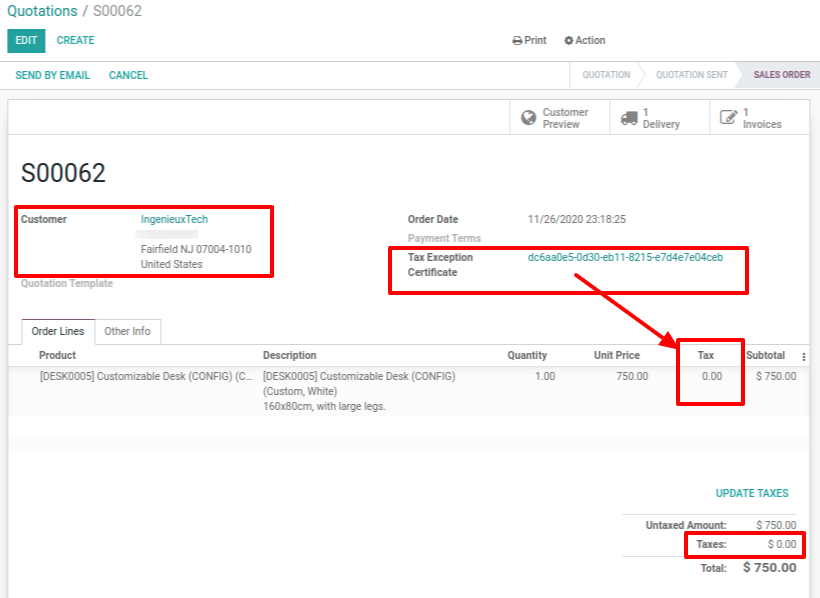 Quotations / S00062
EDIT CREATE Print Action
SEND BY EMAIL CANCEL QUOTATION QUOTATION SENT SALES ORDER
Customer Preview 1 Delivery 1 Invoices
S00062
Customer IngenieuxTech Order Date 11/26/2020 23:18:25
Payment Terms
Fairfield NJ 07004-1010 Tax Exception dc6aa0e5-0d30-eb11-8215-e7d4e7e04ceb
United States Certificate
Quotation Template
Order Lines Other Info
Product Description Quantity Unit Price Tax Subtotal
[DESK0005] Customizable Desk (CONFIG) (C... [DESK0005] Customizable Desk (CONFIG) 1.00 750.00 0.00 $ 750.00
(Custom, White)
160x80cm, with large legs.
UPDATE TAXES
Untaxed Amount: $ 750.00
Taxes: $ 0.00
Total: $ 750.00